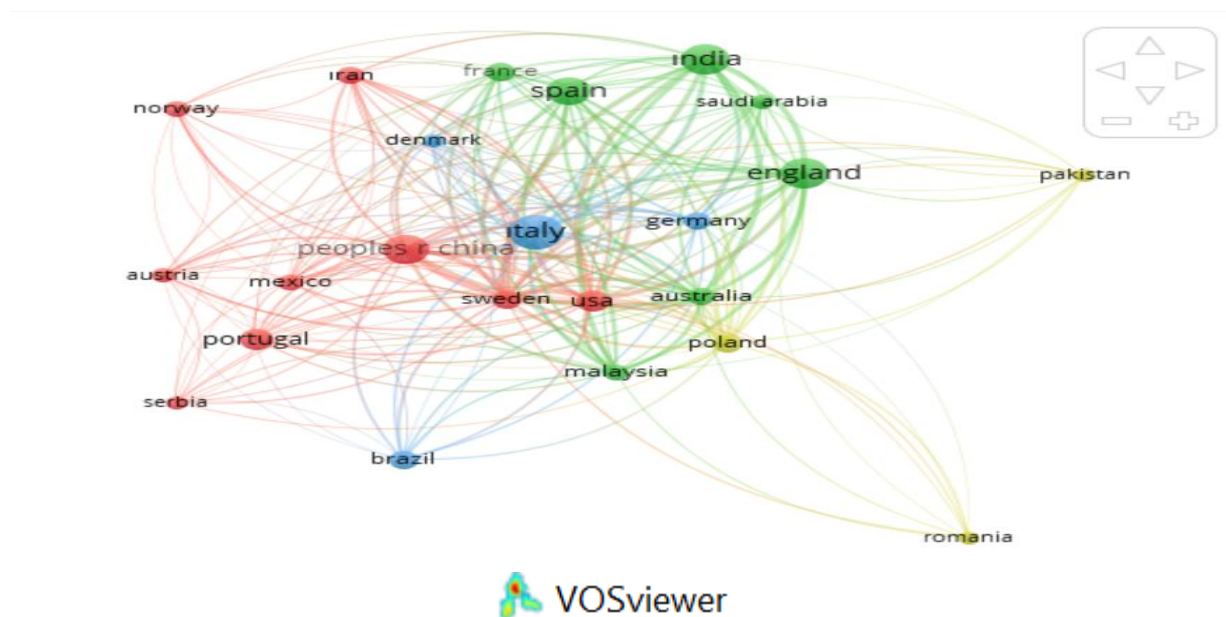 india
iran
france
spain
saudi arabia
norway
denmark
england
pakistan
germany
italy
peoples r china
austria
mexico
sweden
usa
australia
portugal
poland
malaysia
serbia
brazil
romania
VOSviewer